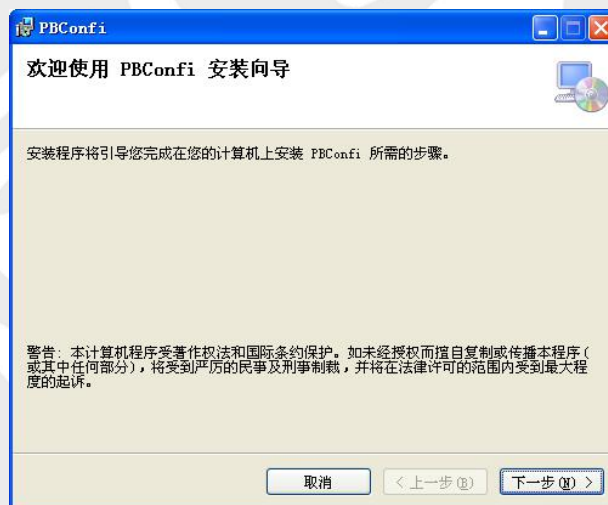 PBConfi
欢迎使用 PBConfi 安装向导
安装程序将引导您完成在您的计算机上安装 PBConfi 所需的步骤。
警告: 本计算机程序受著作权法和国际条约保护。如未经授权而擅自复制或传播本程序(
或其中任何部分),将受到严厉的民事及刑事制裁,并将在法律许可的范围内受到最大程
度的起诉。
取消
< 上一步(B)
下一步(N) >